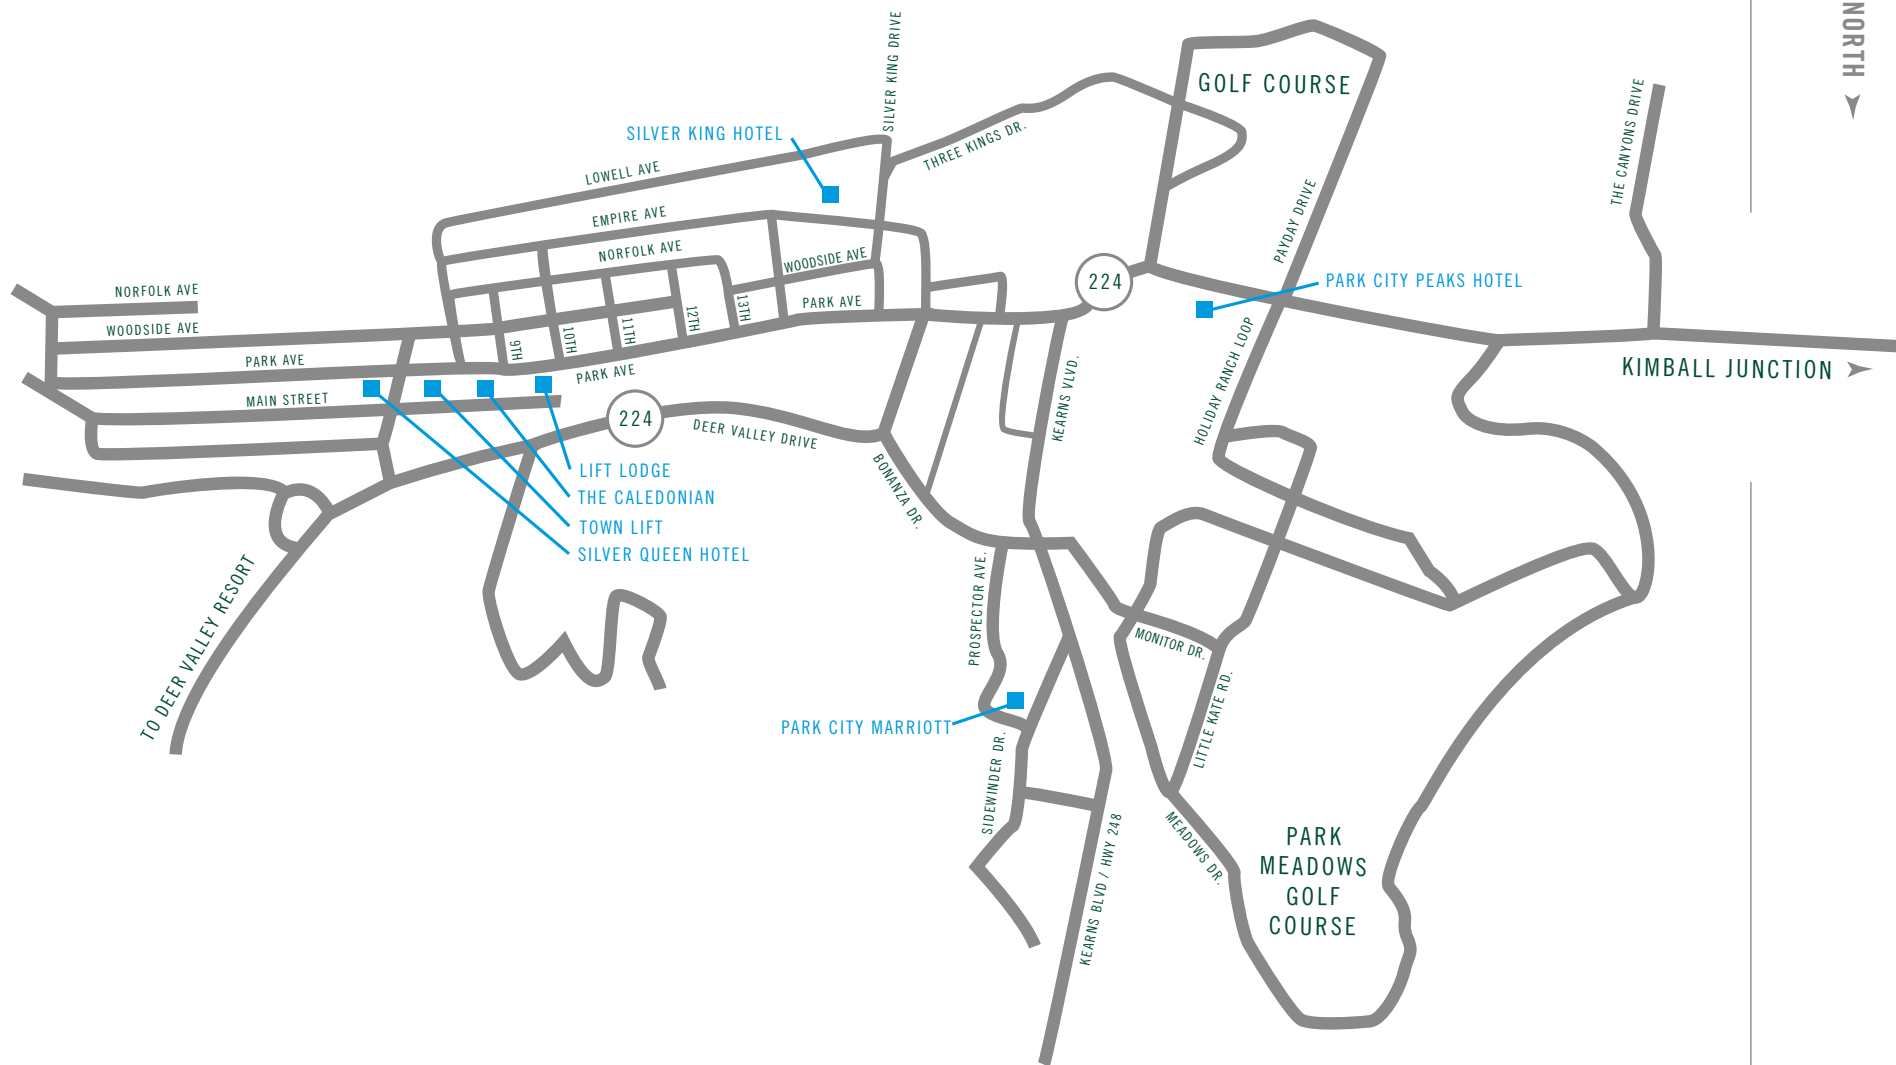 NORTH
SILVER KING DRIVE
GOLF COURSE
THE CANYONS DRIVE
SILVER KING HOTEL
THREE KINGS DR.
LOWELL AVE
EMPIRE AVE
PAYDAY DRIVE
NORFOLK AVE
WOODSIDE AVE
224
PARK CITY PEAKS HOTEL
NORFOLK AVE
PARK AVE
13TH
12TH
11TH
10TH
9TH
WOODSIDE AVE
PARK AVE
PARK AVE
MAIN STREET
KIMBALL JUNCTION
HOLIDAY RANCH LOOP
KEARNS VLVD.
224
DEER VALLEY DRIVE
BONANZA DR.
LIFT LODGE
THE CALEDONIAN
TOWN LIFT
SILVER QUEEN HOTEL
TO DEER VALLEY RESORT
PROSPECTOR AVE.
MONITOR DR.
LITTLE KATE RD.
PARK CITY MARRIOTT
SIDEWINDER DR.
MEADOWS DR.
KEARNS BLVD / HWY 248
PARK
MEADOWS
GOLF
COURSE